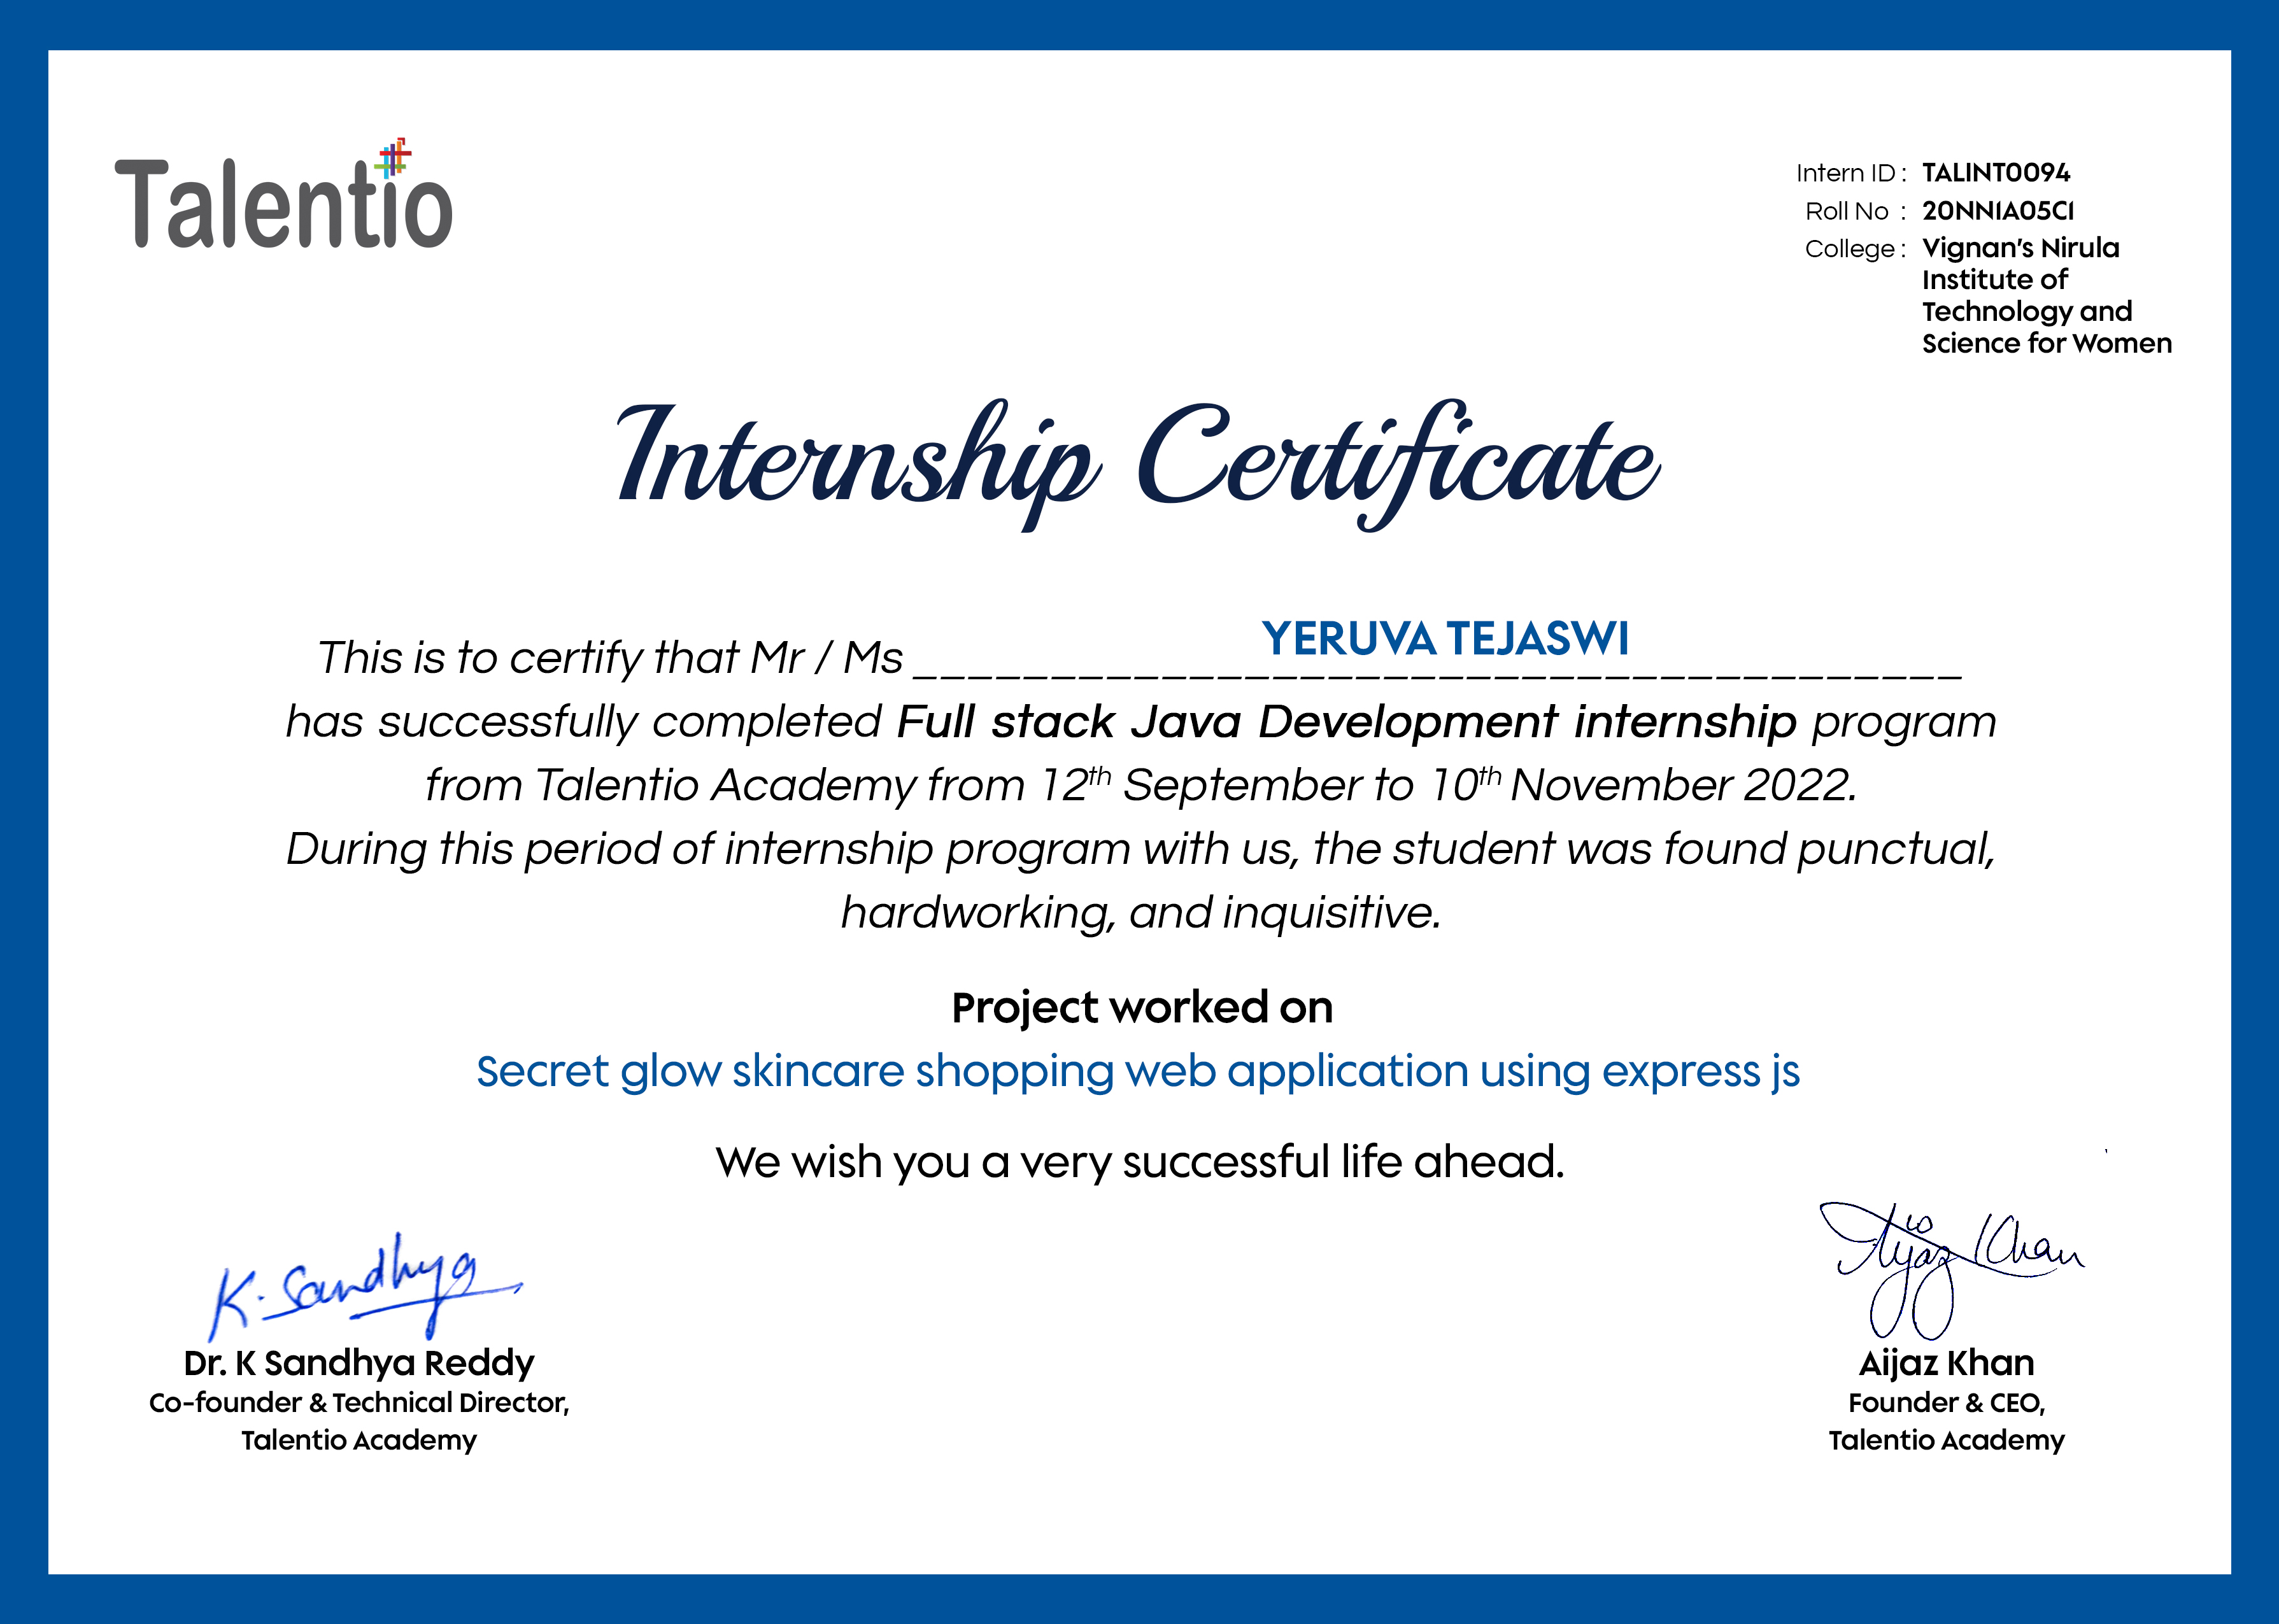 Talentio
Intern ID : TALINT0094
Roll No : 20NN1A05C1
College : Vignan's Nirula
Institute of
Technology and
Science for Women
Internship Certificate
This is to certify that Mr / Ms YERUVA TEJASWI
has successfully completed Full stack Java Development internship program
from Talentio Academy from 12th September to 10th November 2022.
During this period of internship program with us, the student was found punctual,
hardworking, and inquisitive.
Project worked on
Secret glow skincare shopping web application using express js
We wish you a very successful life ahead.
K. Sandhya
Aijaz Khan
Dr. K Sandhya Reddy
Co-founder & Technical Director,
Talentio Academy
Aijaz Khan
Founder & CEO,
Talentio Academy